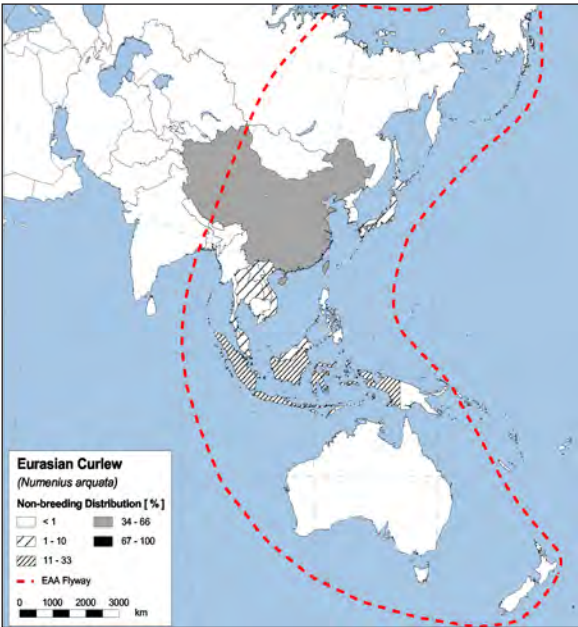 Eurasian Curlew
(Numenius arquata)
Non-breeding Distribution [ % ]
< 1
34 - 66
1 - 10
67 - 100
11 - 33
EAA Flyway
0 1000 2000 3000
km